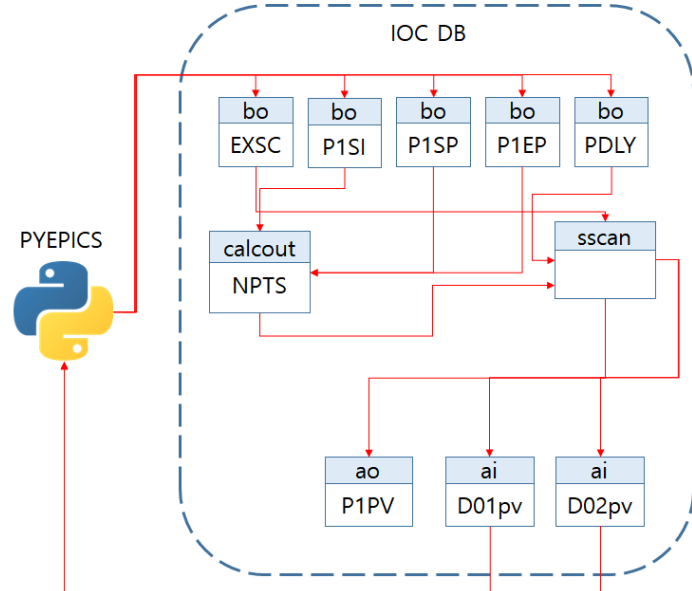 IOC DB
bo
bo
bo
bo
bo
EXSC
P1SI
P1SP
P1EP
PDLY
PYEPICS
calcout
NPTS
sscan
ao
ai
ai
P1PV
D01pv
D02pv